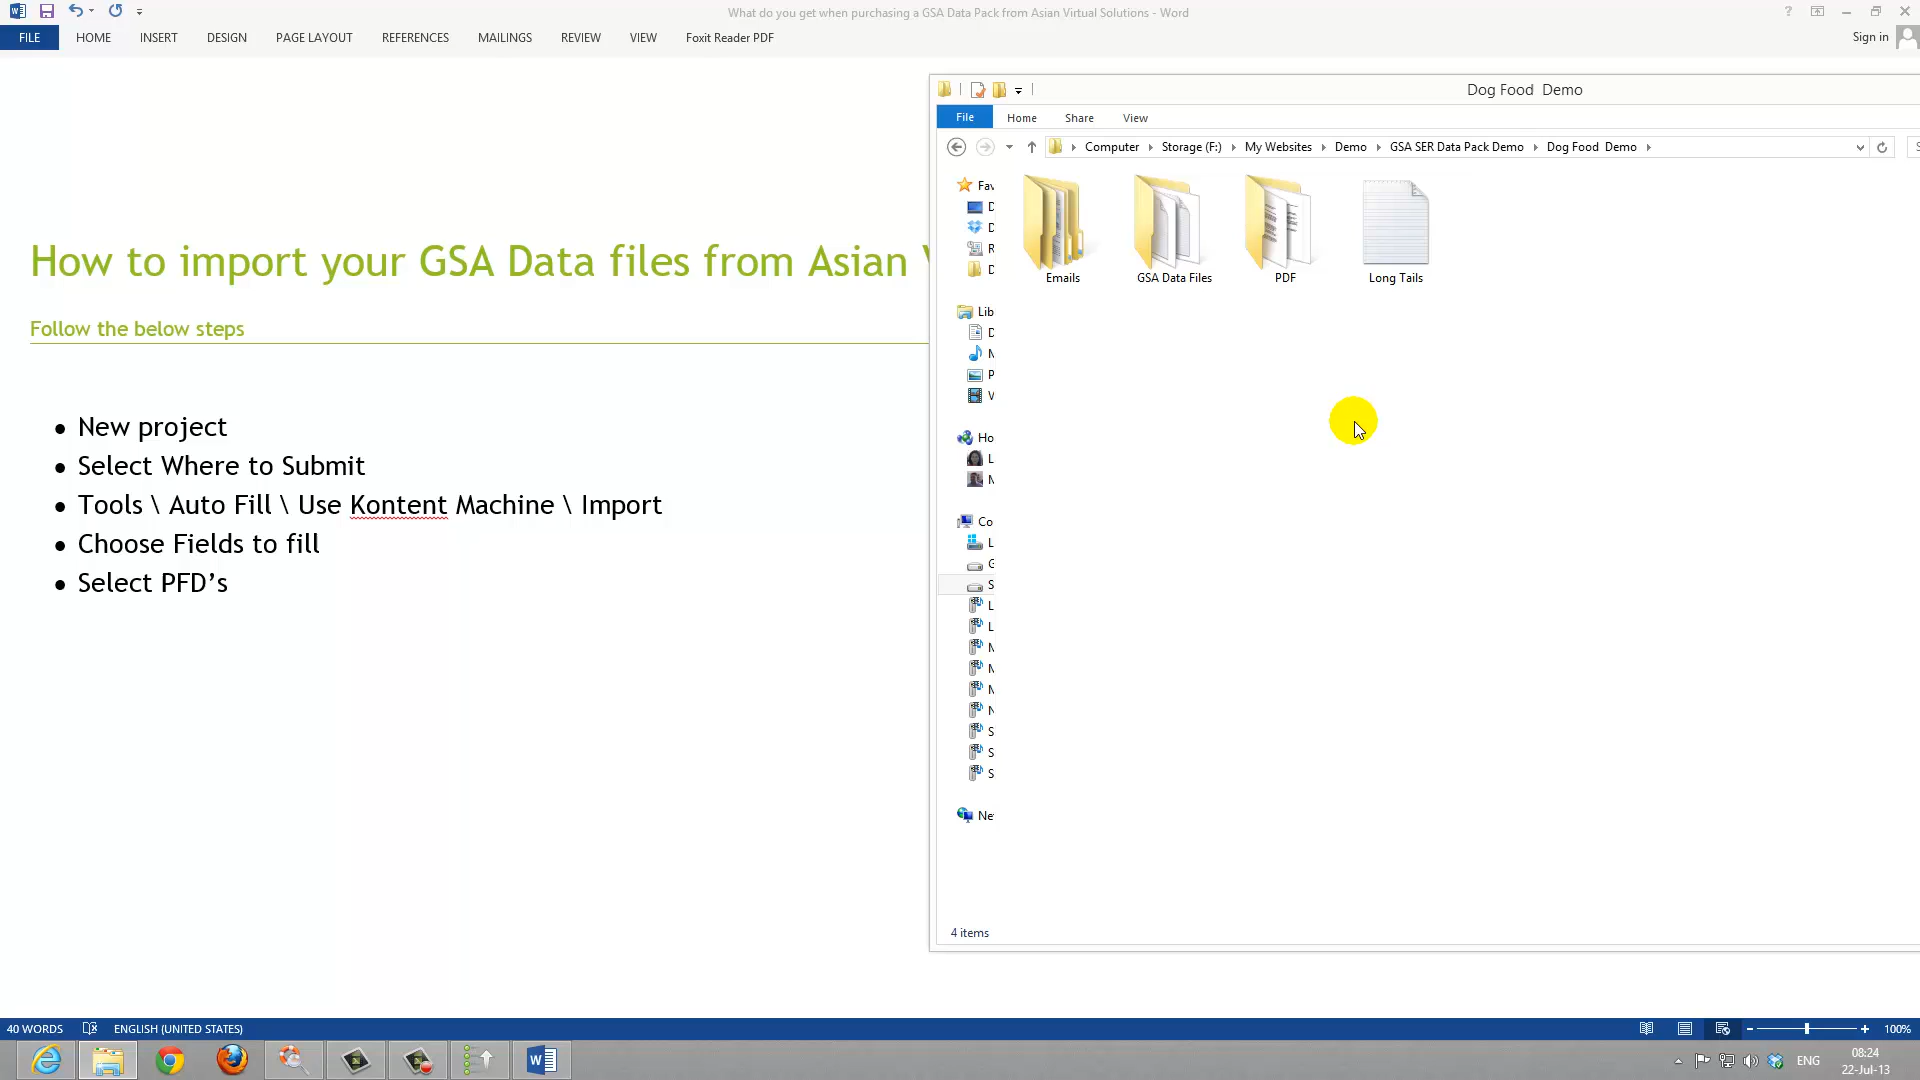 What do you get when purchasing a GSA Data Pack from Asian Virtual Solutions - Word
FILE HOME INSERT DESIGN PAGE LAYOUT REFERENCES MAILINGS REVIEW VIEW Foxit Reader PDF
Sign in
How to import your GSA Data files from Asian
Follow the below steps
• New project
• Select Where to Submit
• Tools \ Auto Fill \ Use Kontent Machine \ Import
• Choose Fields to fill
• Select PFD’s
Dog Food  Demo
File Home Share View
Computer Storage (F:) My Websites Demo GSA SER Data Pack Demo Dog Food  Demo
Fav
D
D
R
D
Lib
D
M
P
V
Ho
L
M
Co
L
G
S
L
L
M
M
M
N
S
S
S
Emails
GSA Data Files
PDF
Long Tails
4 items
40 WORDS ENGLISH (UNITED STATES)
100%
ENG
08:24
22-Jul-13